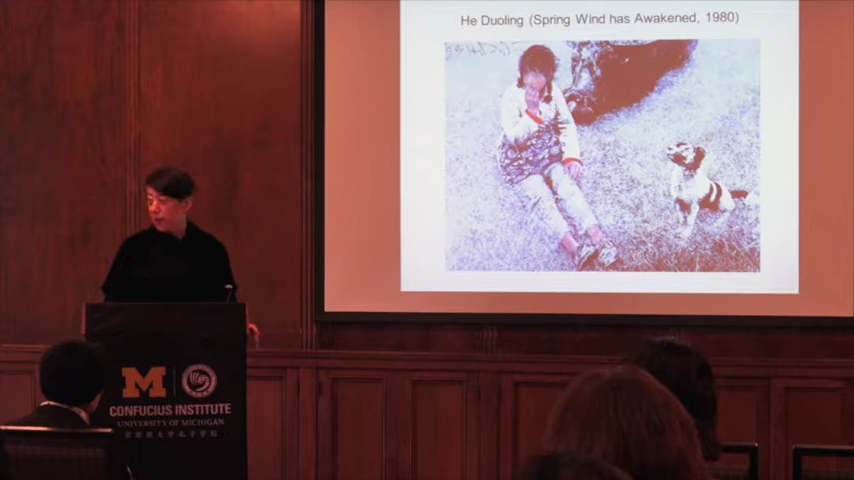 He Duoling (Spring Wind has Awakened, 1980)
M
CONFUCIUS INSTITUTE
UNIVERSITY OF MICHIGAN